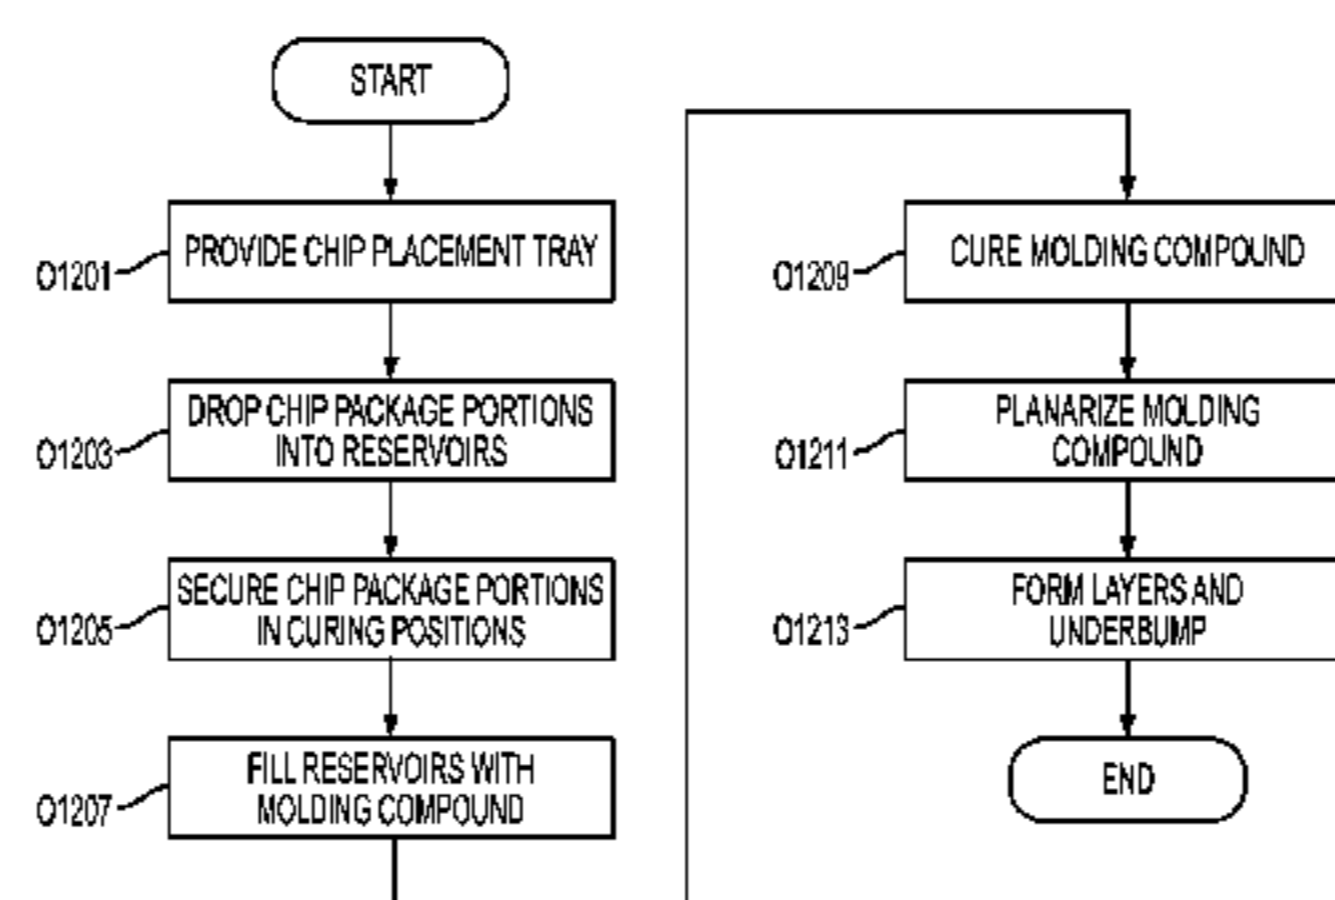 START
O1201
PROVIDE CHIP PLACEMENT TRAY
O1203
DROP CHIP PACKAGE PORTIONS
INTO RESERVOIRS
O1205
SECURE CHIP PACKAGE PORTIONS
IN CURING POSITIONS
O1207
FILL RESERVOIRS WITH
MOLDING COMPOUND
O1209
CURE MOLDING COMPOUND
O1211
PLANARIZE MOLDING
COMPOUND
O1213
FORM LAYERS AND
UNDERBUMP
END